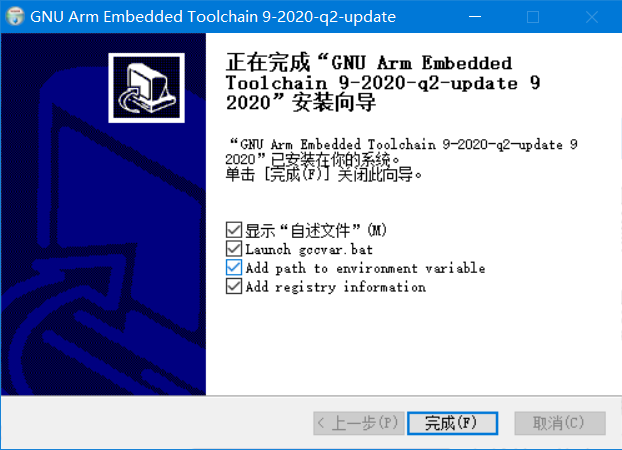 GNU Arm Embedded Toolchain 9-2020-q2-update
正在完成“GNU Arm Embedded
Toolchain 9-2020-q2-update 9
2020”安装向导
“GNU Arm Embedded Toolchain 9-2020-q2-update 9
2020”已安装在你的系统。
单击 [完成(F)] 关闭此向导。
显示“自述文件”(M)
Launch gccvar.bat
Add path to environment variable
Add registry information
< 上一步(P)
完成(F)
取消(C)